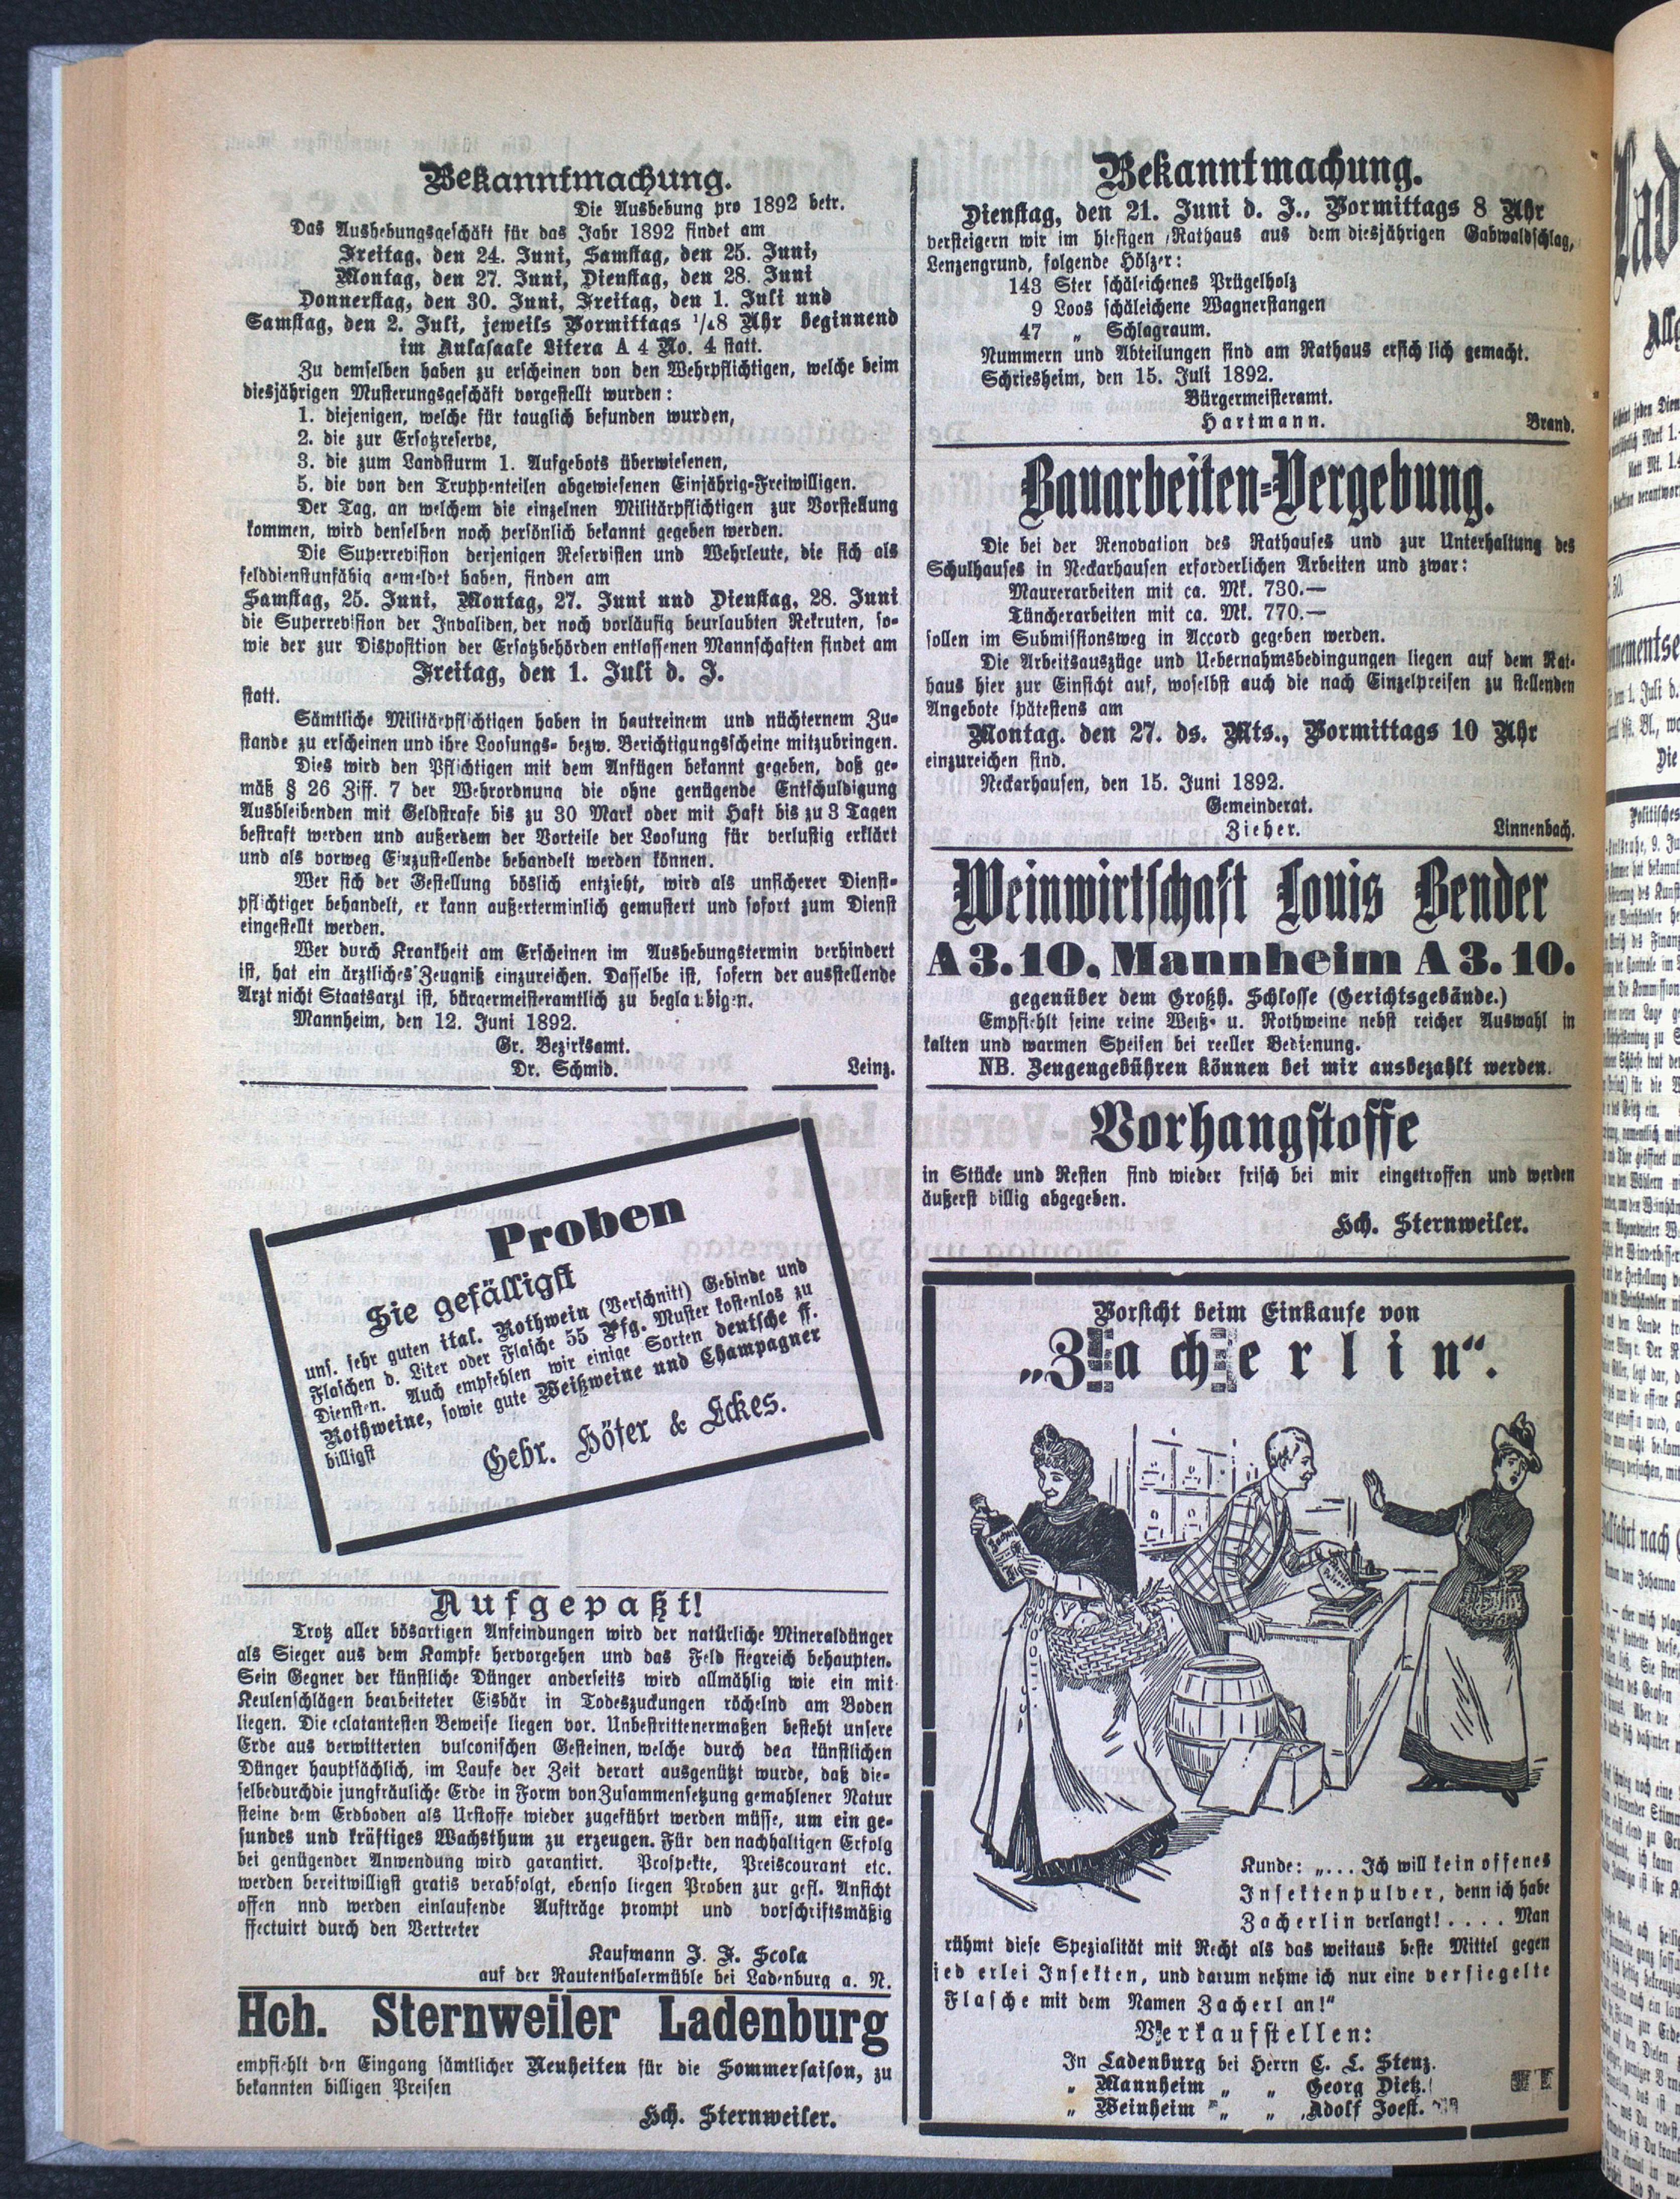 Bekanntmachung.
Die Aushebung pro 1892 betr.
Das Aushebungsgeschäft für das Jahr 1892 findet am
Freitag, den 24. Juni, Samstag, den 25. Juni,
Montag, den 27. Juni, Dienstag, den 28. Juni
Donnerstag, den 30. Juni, Freitag, den 1. Juli und
Samstag, den 2. Juli, jeweils Vormittags 1/48 Uhr beginnend
im Aulasaale Litera A 4 No. 4 statt.
Zu demselben haben zu erscheinen von den Wehrpflichtigen, welche beim
diesjährigen Musterungsgeschäft vorgestellt wurden:
1. diejenigen, welche für tauglich befunden wurden,
2. die zur Ersatzreserve,
3. die zum Landsturm 1. Aufgebots überwiesenen,
5. die von den Truppenteilen abgewiesenen Einjährig-Freiwilligen.
Der Tag, an welchem die einzelnen Militärpflichtigen zur Vorstellung
kommen, wird denselben noch persönlich bekannt gegeben werden.
Die Superrevision derjenigen Reservisten und Wehrleute, die sich als
felddienstunfähig gemeldet haben, finden am
Samstag, 25. Juni, Montag, 27. Juni und Dienstag, 28. Juni
die Superrevision der Invaliden, der noch vorläufig beurlaubten Rekruten, so-
wie der zur Disposition der Ersatzbehörden entlassenen Mannschaften findet am
Freitag, den 1. Juli d. J.
statt.
Sämtliche Militärpflichtigen haben in hautreinem und nüchternem Zu-
stande zu erscheinen und ihre Loosungs- bezw. Berichtigungsscheine mitzubringen.
Dies wird den Pflichtigen mit dem Anfügen bekannt gegeben, daß ge-
mäß § 26 Ziff. 7 der Wehrordnung die ohne genügende Entschuldigung
Ausbleibenden mit Geldstrafe bis zu 30 Mark oder mit Haft bis zu 3 Tagen
bestraft werden und außerdem der Vorteile der Loosung für verlustig erklärt
und als vorweg Einzustellende behandelt werden können.
Wer sich der Gestellung böslich entzieht, wird als unsicherer Dienst-
pflichtiger behandelt, er kann außerterminlich gemustert und sofort zum Dienst
eingestellt werden.
Wer durch Krankheit am Erscheinen im Aushebungstermin verhindert
ist, hat ein ärztliches Zeugniß einzureichen. Dasselbe ist, sofern der ausstellende
Arzt nicht Staatsarzt ist, bürgermeisteramtlich zu beglaubigen.
Mannheim, den 12. Juni 1892.
Gr. Bezirksamt.
Dr. Schmid. Leinz.
Proben
Sie gefälligst
uns. sehr guten ital. Rothwein (Verschnitt) Gebinde und
Flaschen d. Liter oder Flasche 55 Pfg. Muster kostenlos zu
Diensten. Auch empfehlen wir einige Sorten deutsche ff.
Rothweine, sowie gute Weißweine und Champagner
billigst
Gebr. Höfer & Eckes.
Aufgepaßt!
Trotz aller bösartigen Anfeindungen wird der natürliche Mineraldünger
als Sieger aus dem Kampfe hervorgehen und das Feld siegreich behaupten.
Sein Gegner der künstliche Dünger anderseits wird allmählig wie ein mit
Keulenschlägen bearbeiteter Eisbär in Todeszuckungen röchelnd am Boden
liegen. Die eclatantesten Beweise liegen vor. Unbestrittenermaßen besteht unsere
Erde aus verwitterten vulconischen Gesteinen, welche durch den künstlichen
Dünger hauptsächlich, im Laufe der Zeit derart ausgenützt wurde, daß die-
selbe durch die jungfräuliche Erde in Form von Zusammensetzung gemahlener Natur
steine dem Erdboden als Urstoffe wieder zugeführt werden müsse, um ein ge-
sundes und kräftiges Wachsthum zu erzeugen. Für den nachhaltigen Erfolg
bei genügender Anwendung wird garantirt. Prospekte, Preiscourant etc.
werden bereitwilligst gratis verabfolgt, ebenso liegen Proben zur gefl. Ansicht
offen nnd werden einlaufende Aufträge prompt und vorschriftsmäßig
ffectuirt durch den Vertreter
Kaufmann J. F. Scola
auf der Rautenthalermühle bei Ladenburg a. N.
Hch. Sternweiler Ladenburg
empfiehlt den Eingang sämtlicher Neuheiten für die Sommersaison, zu
bekannten billigen Preisen
Hch. Sternweiler.
Bekanntmachung.
Dienstag, den 21. Juni d. J., Vormittags 8 Uhr
versteigern wir im hiesigen Rathaus aus dem diesjährigen Gabwaldschlag,
Lenzengrund, folgende Hölzer:
143 Ster schäleichenes Prügelholz
9 Loos schäleichene Wagnerstangen
47 „ Schlagraum.
Nummern und Abteilungen sind am Rathaus ersichtlich gemacht.
Schriesheim, den 15. Juli 1892.
Bürgermeisteramt.
Hartmann. Brand.
Bauarbeiten-Vergebung.
Die bei der Renovation des Rathauses und zur Unterhaltung des
Schulhauses in Neckarhausen erforderlichen Arbeiten und zwar:
Maurerarbeiten mit ca. Mk. 730.—
Tüncherarbeiten mit ca. Mk. 770.—
sollen im Submissionsweg in Accord gegeben werden.
Die Arbeitsauszüge und Uebernahmsbedingungen liegen auf dem Rat-
haus hier zur Einsicht auf, woselbst auch die nach Einzelpreisen zu stellenden
Angebote spätestens am
Montag. den 27. ds. Mts., Vormittags 10 Uhr
einzureichen sind.
Neckarhausen, den 15. Juni 1892.
Gemeinderat.
Zieher. Linnenbach.
Weinwirtschaft Louis Bender
A 3. 10. Mannheim A 3. 10.
gegenüber dem Großh. Schlosse (Gerichtsgebäude.)
Empfiehlt seine reine Weiß- u. Rothweine nebst reicher Auswahl in
kalten und warmen Speisen bei reeller Bedienung.
NB. Zeugengebühren können bei mir ausbezahlt werden.
Vorhangstoffe
in Stücke und Resten sind wieder frisch bei mir eingetroffen und werden
äußerst billig abgegeben.
Hch. Sternweiler.
Vorsicht beim Einkaufe von
„Zacherlin“.
Kunde: „... Ich will kein offenes
Insektenpulver, denn ich habe
Zacherlin verlangt! .... Man
rühmt diese Spezialität mit Recht als das weitaus beste Mittel gegen
jed erlei Insekten, und darum nehme ich nur eine versiegelte
Flasche mit dem Namen Zacherl an!“
Verkaufstellen:
In Ladenburg bei Herrn C. L. Stenz.
„ Mannheim „ „ Georg Dietz.
„ Weinheim „ „ Adolf Joest.